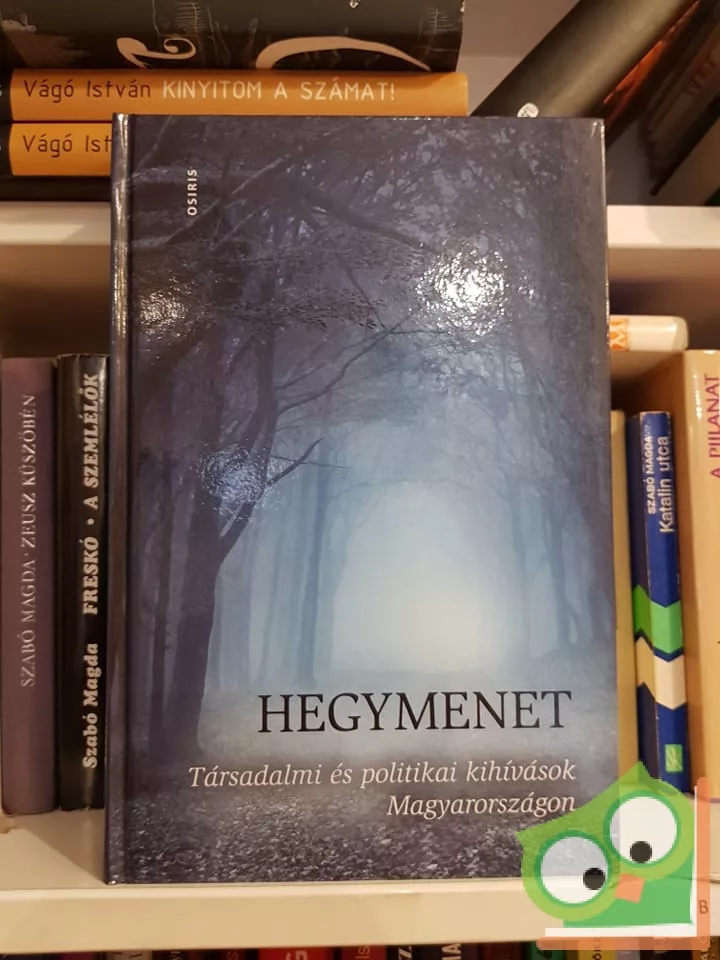 Vágó István KINYITOM A SZÁMAT!
Vágó Ist
OSIRIS
HEGYMENET
Társadalmi és politikai kihívások
Magyarországon
SZABÓ MAGDA · ZEUSZ KÜSZÖBÉN
Szabó Magda FRESKÓ • A SZEMLÉLŐK
SZABÓ MAGDA
Katalin utca
A PILLANAT